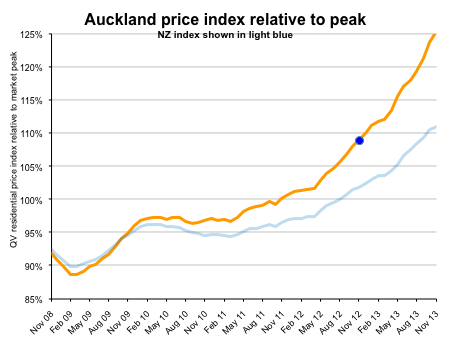 Auckland price index relative to peak
NZ index shown in light blue
QV residential price index relative to market peak
125%
120%
115%
110%
105%
100%
95%
90%
85%
Nov 08
Feb 09
May 09
Aug 09
Nov 09
Feb 10
May 10
Aug 10
Nov 10
Feb 11
May 11
Aug 11
Nov 11
Feb 12
May 12
Aug 12
Nov 12
Feb 13
May 13
Aug 13
Nov 13